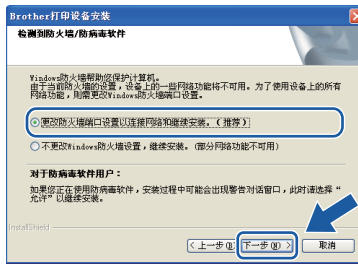 Brother打印设备安装
检测到防火墙/防病毒软件
Windows防火墙帮助您保护计算机。
由于当前防火墙的设置，设备上的一些网络功能将不可用。为了使用设备上的所有
网络功能，则需更改Windows防火墙端口设置。
更改防火墙端口设置以连接网络和继续安装。(推荐)
不更改Windows防火墙设置，继续安装。(部分网络功能不可用)
对于防病毒软件用户：
如果您正在使用防病毒软件，安装过程中可能会出现警告对话窗口，此时请选择“
允许”以继续安装。
InstallShield
<上一步(B) 下一步(N)> 取消